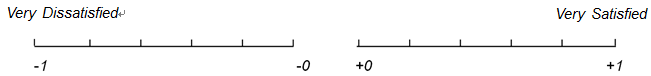 Very Dissatisfied↵ Very Satisfied
-1 -0 +0 +1